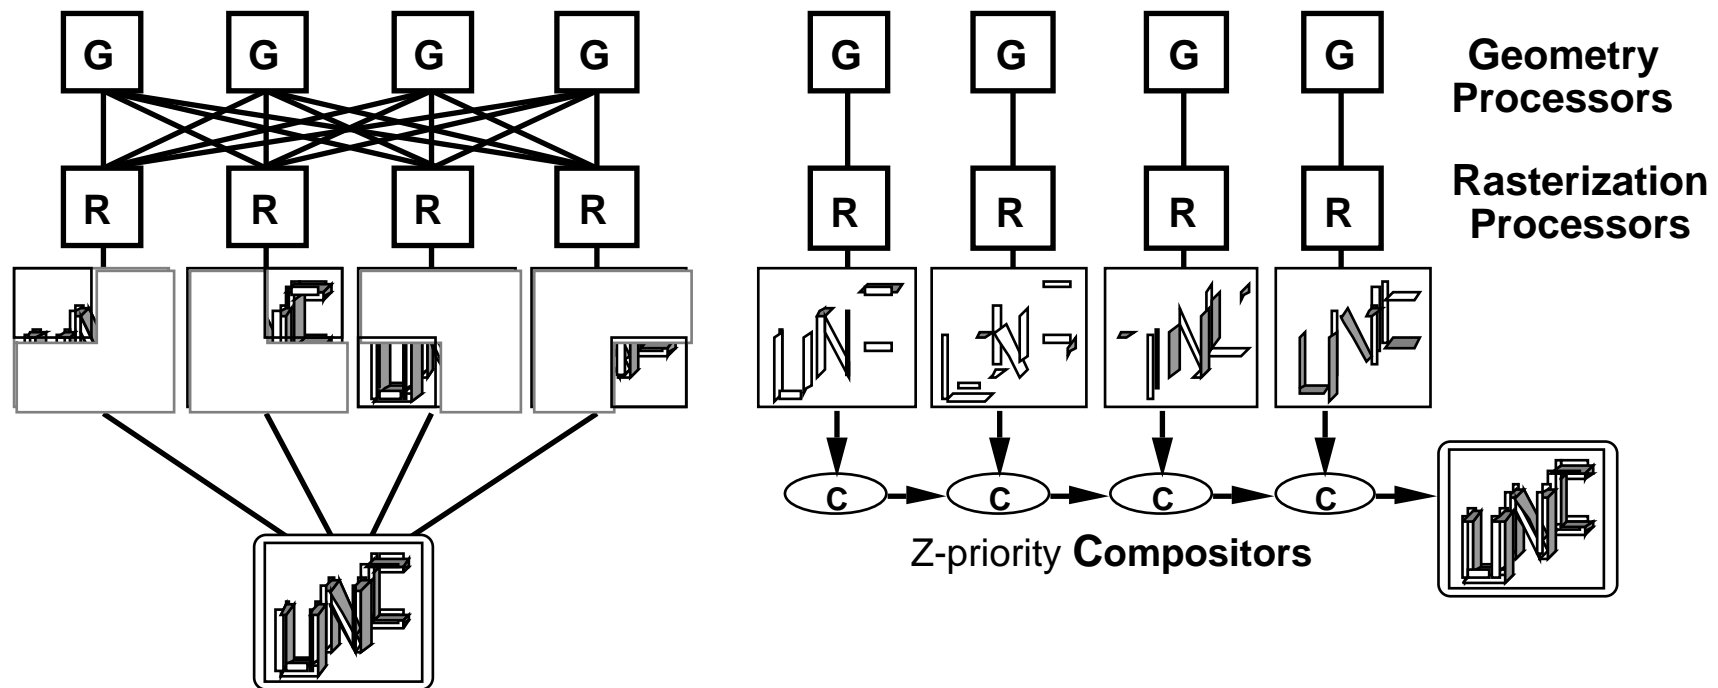 G G G G G G G G
Geometry
Processors
R R R R R R R R
Rasterization
Processors
C C C C
Z-priority Compositors